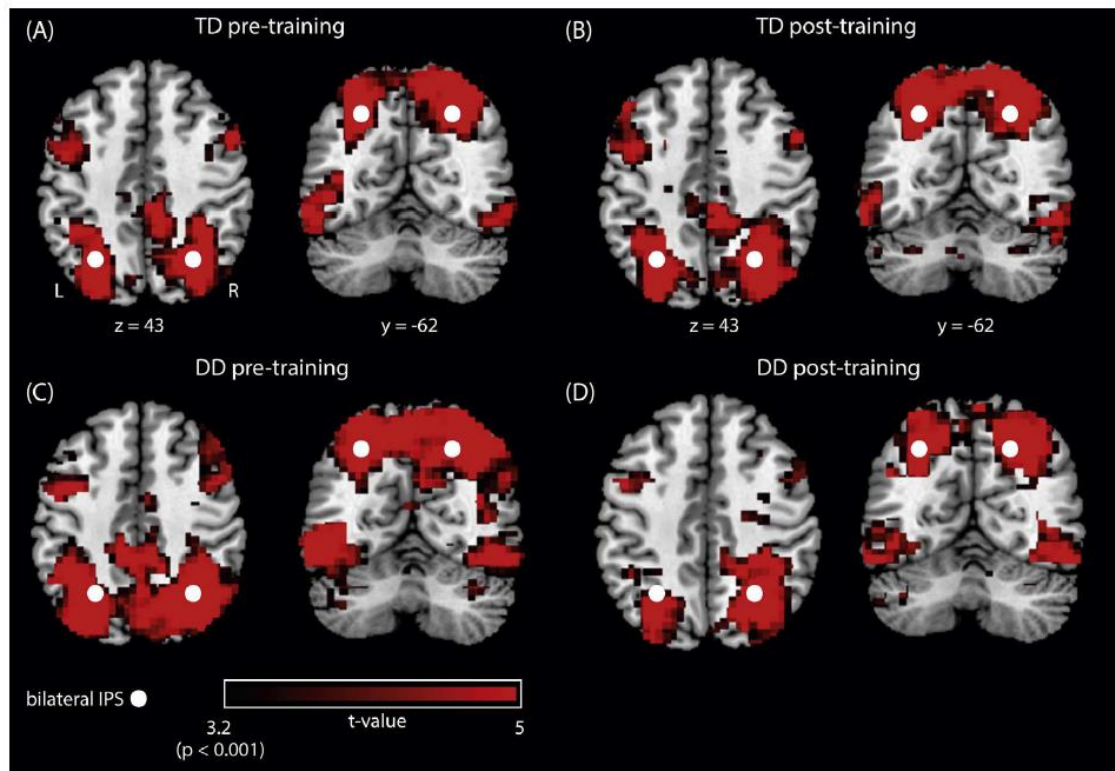 (A) TD pre-training
(B) TD post-training
L R
z = 43 y = -62
z = 43 y = -62
(C) DD pre-training
(D) DD post-training
bilateral IPS
t-value
3.2 5
(p < 0.001)